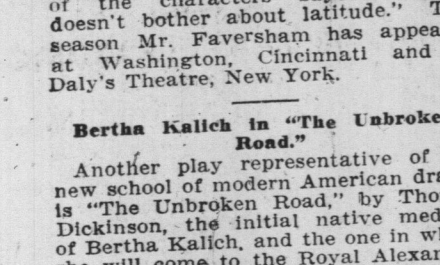 of the characters
doesn't bother about latitude."
season Mr. Faversham has appea
at Washington, Cincinnati and
Daly's Theatre, New York.
Bertha Kalich in "The Unbroke
Road."
Another play representative of
new school of modern American dra
is "The Unbroken Road," by Tho
Dickinson, the initial native med
of Bertha Kalich, and the one in wh
she will come to the Royal Alexan